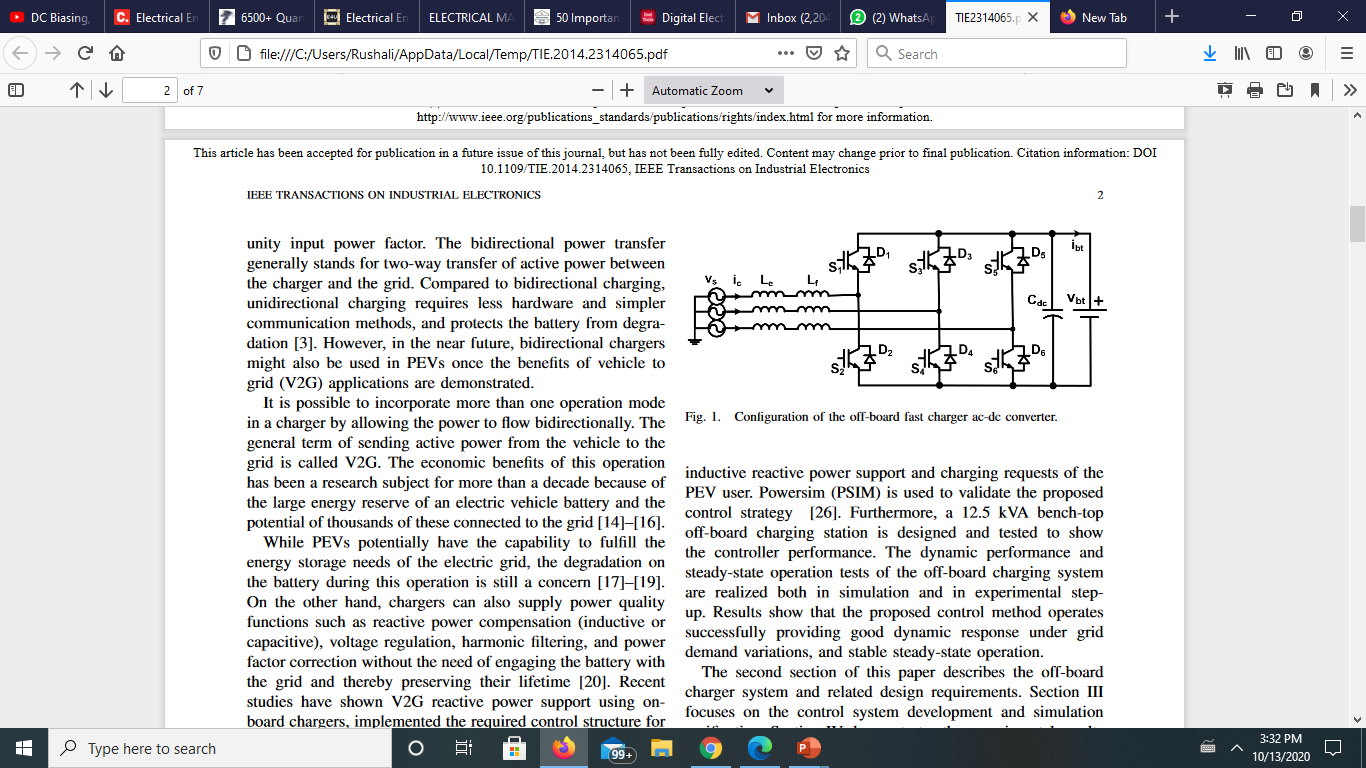 DC Biasing,
Electrical En
6500+ Quan
Electrical En
ELECTRICAL MA
50 Importan
Digital Elect
Inbox (2,20
(2) WhatsAp
TIE2314065.p
New Tab
file:///C:/Users/Rushali/AppData/Local/Temp/TIE.2014.2314065.pdf
Search
2 of 7
Automatic Zoom
http://www.ieee.org/publications_standards/publications/rights/index.html for more information.
This article has been accepted for publication in a future issue of this journal, but has not been fully edited. Content may change prior to final publication. Citation information: DOI
10.1109/TIE.2014.2314065, IEEE Transactions on Industrial Electronics
IEEE TRANSACTIONS ON INDUSTRIAL ELECTRONICS
2
unity input power factor. The bidirectional power transfer
generally stands for two-way transfer of active power between
the charger and the grid. Compared to bidirectional charging,
unidirectional charging requires less hardware and simpler
communication methods, and protects the battery from degra-
dation [3]. However, in the near future, bidirectional chargers
might also be used in PEVs once the benefits of vehicle to
grid (V2G) applications are demonstrated.
It is possible to incorporate more than one operation mode
in a charger by allowing the power to flow bidirectionally. The
general term of sending active power from the vehicle to the
grid is called V2G. The economic benefits of this operation
has been a research subject for more than a decade because of
the large energy reserve of an electric vehicle battery and the
potential of thousands of these connected to the grid [14]–[16].
While PEVs potentially have the capability to fulfill the
energy storage needs of the electric grid, the degradation on
the battery during this operation is still a concern [17]–[19].
On the other hand, chargers can also supply power quality
functions such as reactive power compensation (inductive or
capacitive), voltage regulation, harmonic filtering, and power
factor correction without the need of engaging the battery with
the grid and thereby preserving their lifetime [20]. Recent
studies have shown V2G reactive power support using on-
board chargers, implemented the required control structure for
S1 D1 S3 D3 S5 D5 ibt
vs ic Lc Lf Cdc Vbt +
S2 D2 S4 D4 S6 D6
Fig. 1. Configuration of the off-board fast charger ac-dc converter.
inductive reactive power support and charging requests of the
PEV user. Powersim (PSIM) is used to validate the proposed
control strategy [26]. Furthermore, a 12.5 kVA bench-top
off-board charging station is designed and tested to show
the controller performance. The dynamic performance and
steady-state operation tests of the off-board charging system
are realized both in simulation and in experimental step-
up. Results show that the proposed control method operates
successfully providing good dynamic response under grid
demand variations, and stable steady-state operation.
The second section of this paper describes the off-board
charger system and related design requirements. Section III
focuses on the control system development and simulation
Type here to search
99+
3:32 PM
10/13/2020